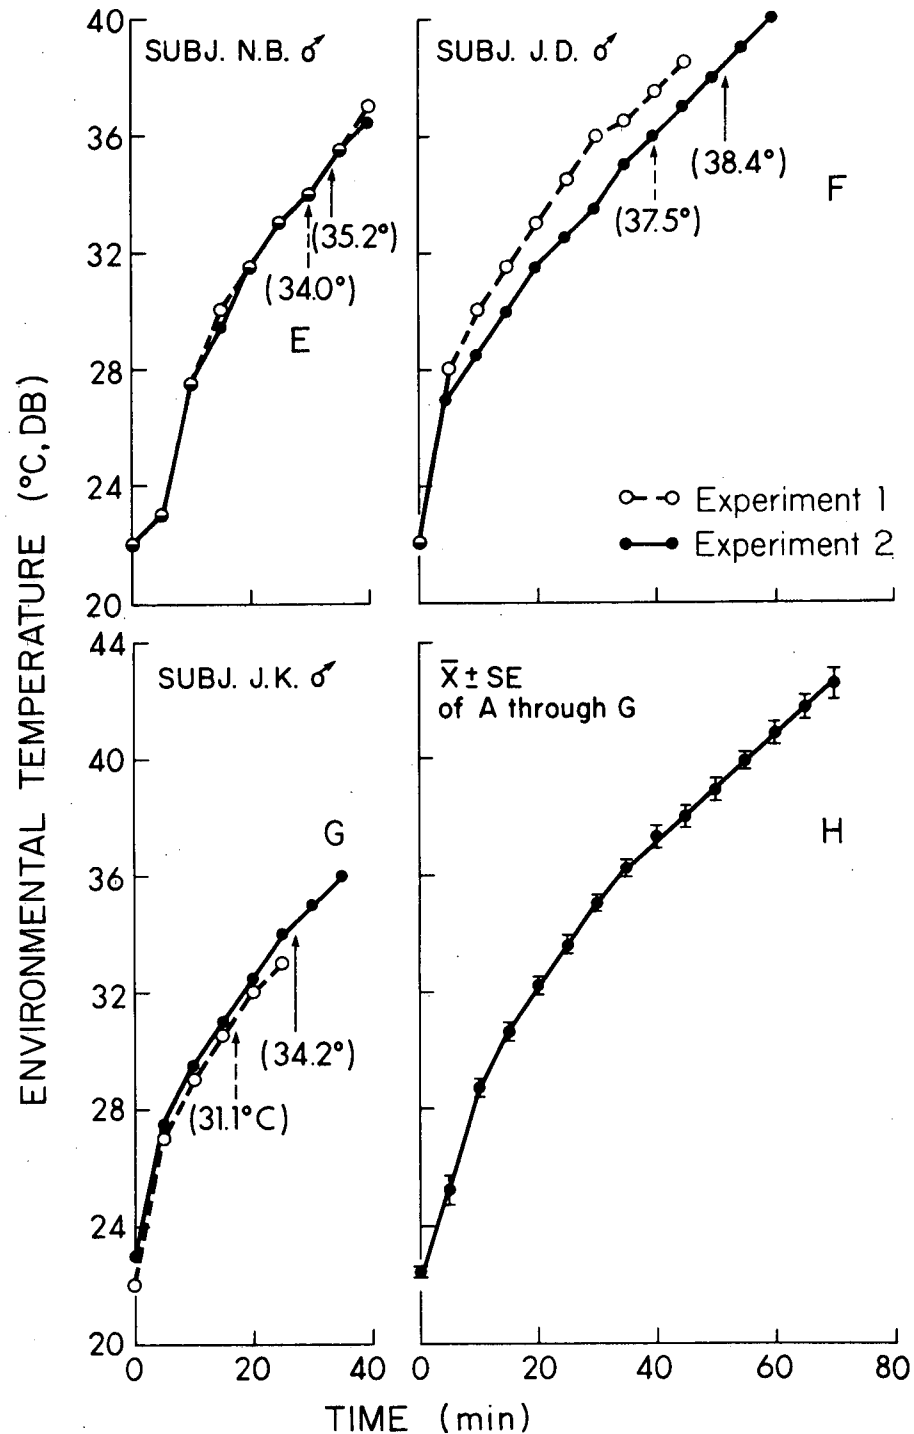 ENVIRONMENTAL TEMPERATURE (°C, DB)
40
36
32
28
24
20
SUBJ. N.B. ♂
(35.2°)
(34.0°)
E
SUBJ. J.D. ♂
(38.4°)
(37.5°)
F
Experiment 1
Experiment 2
44
40
36
32
28
24
20
SUBJ. J.K. ♂
G
(34.2°)
(31.1°C)
0 20 40
X̄ ± SE
of A through G
H
0 20 40 60 80
TIME (min)